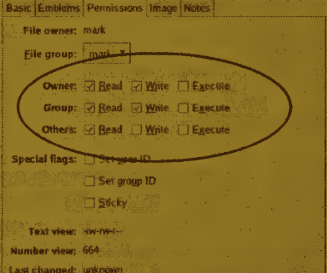 Basic Emblems Permissions Image Notes
File owner: mark
File group: mark
Owner: Read Write Execute
Group: Read Write Execute
Others: Read Write Execute
Special flags: Set user ID
Set group ID
Sticky
Text view: -rw-rw-r--
Number view: 664
Last changed: unknown